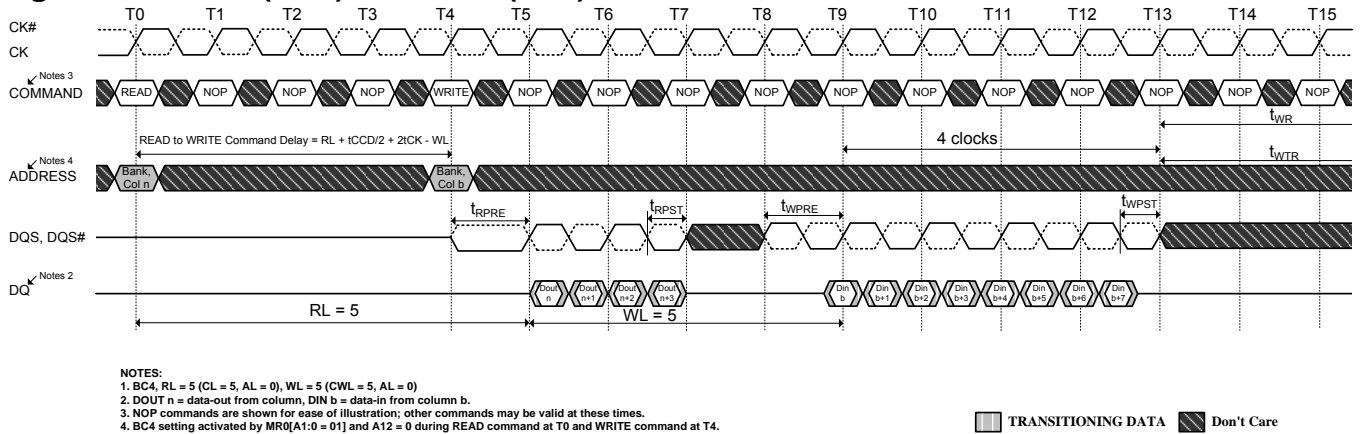 T0 T1 T2 T3 T4 T5 T6 T7 T8 T9 T10 T11 T12 T13 T14 T15
CK#
CK
Notes 3
COMMAND
READ NOP NOP NOP WRITE NOP NOP NOP NOP NOP NOP NOP NOP NOP NOP NOP
tWR
READ to WRITE Command Delay = RL + tCCD/2 + 2tCK - WL
4 clocks
Notes 4
tWTR
ADDRESS
Bank, Col n
Bank, Col b
tRPRE tRPST tWPRE tWPST
DQS, DQS#
Notes 2
DQ
Dout n
Dout n+1
Dout n+2
Dout n+3
Din b
Din b+1
Din b+2
Din b+3
Din b+4
Din b+5
Din b+6
Din b+7
RL = 5
WL = 5
NOTES:
1. BC4, RL = 5 (CL = 5, AL = 0), WL = 5 (CWL = 5, AL = 0)
2. DOUT n = data-out from column, DIN b = data-in from column b.
3. NOP commands are shown for ease of illustration; other commands may be valid at these times.
4. BC4 setting activated by MR0[A1:0 = 01] and A12 = 0 during READ command at T0 and WRITE command at T4.
TRANSITIONING DATA
Don't Care